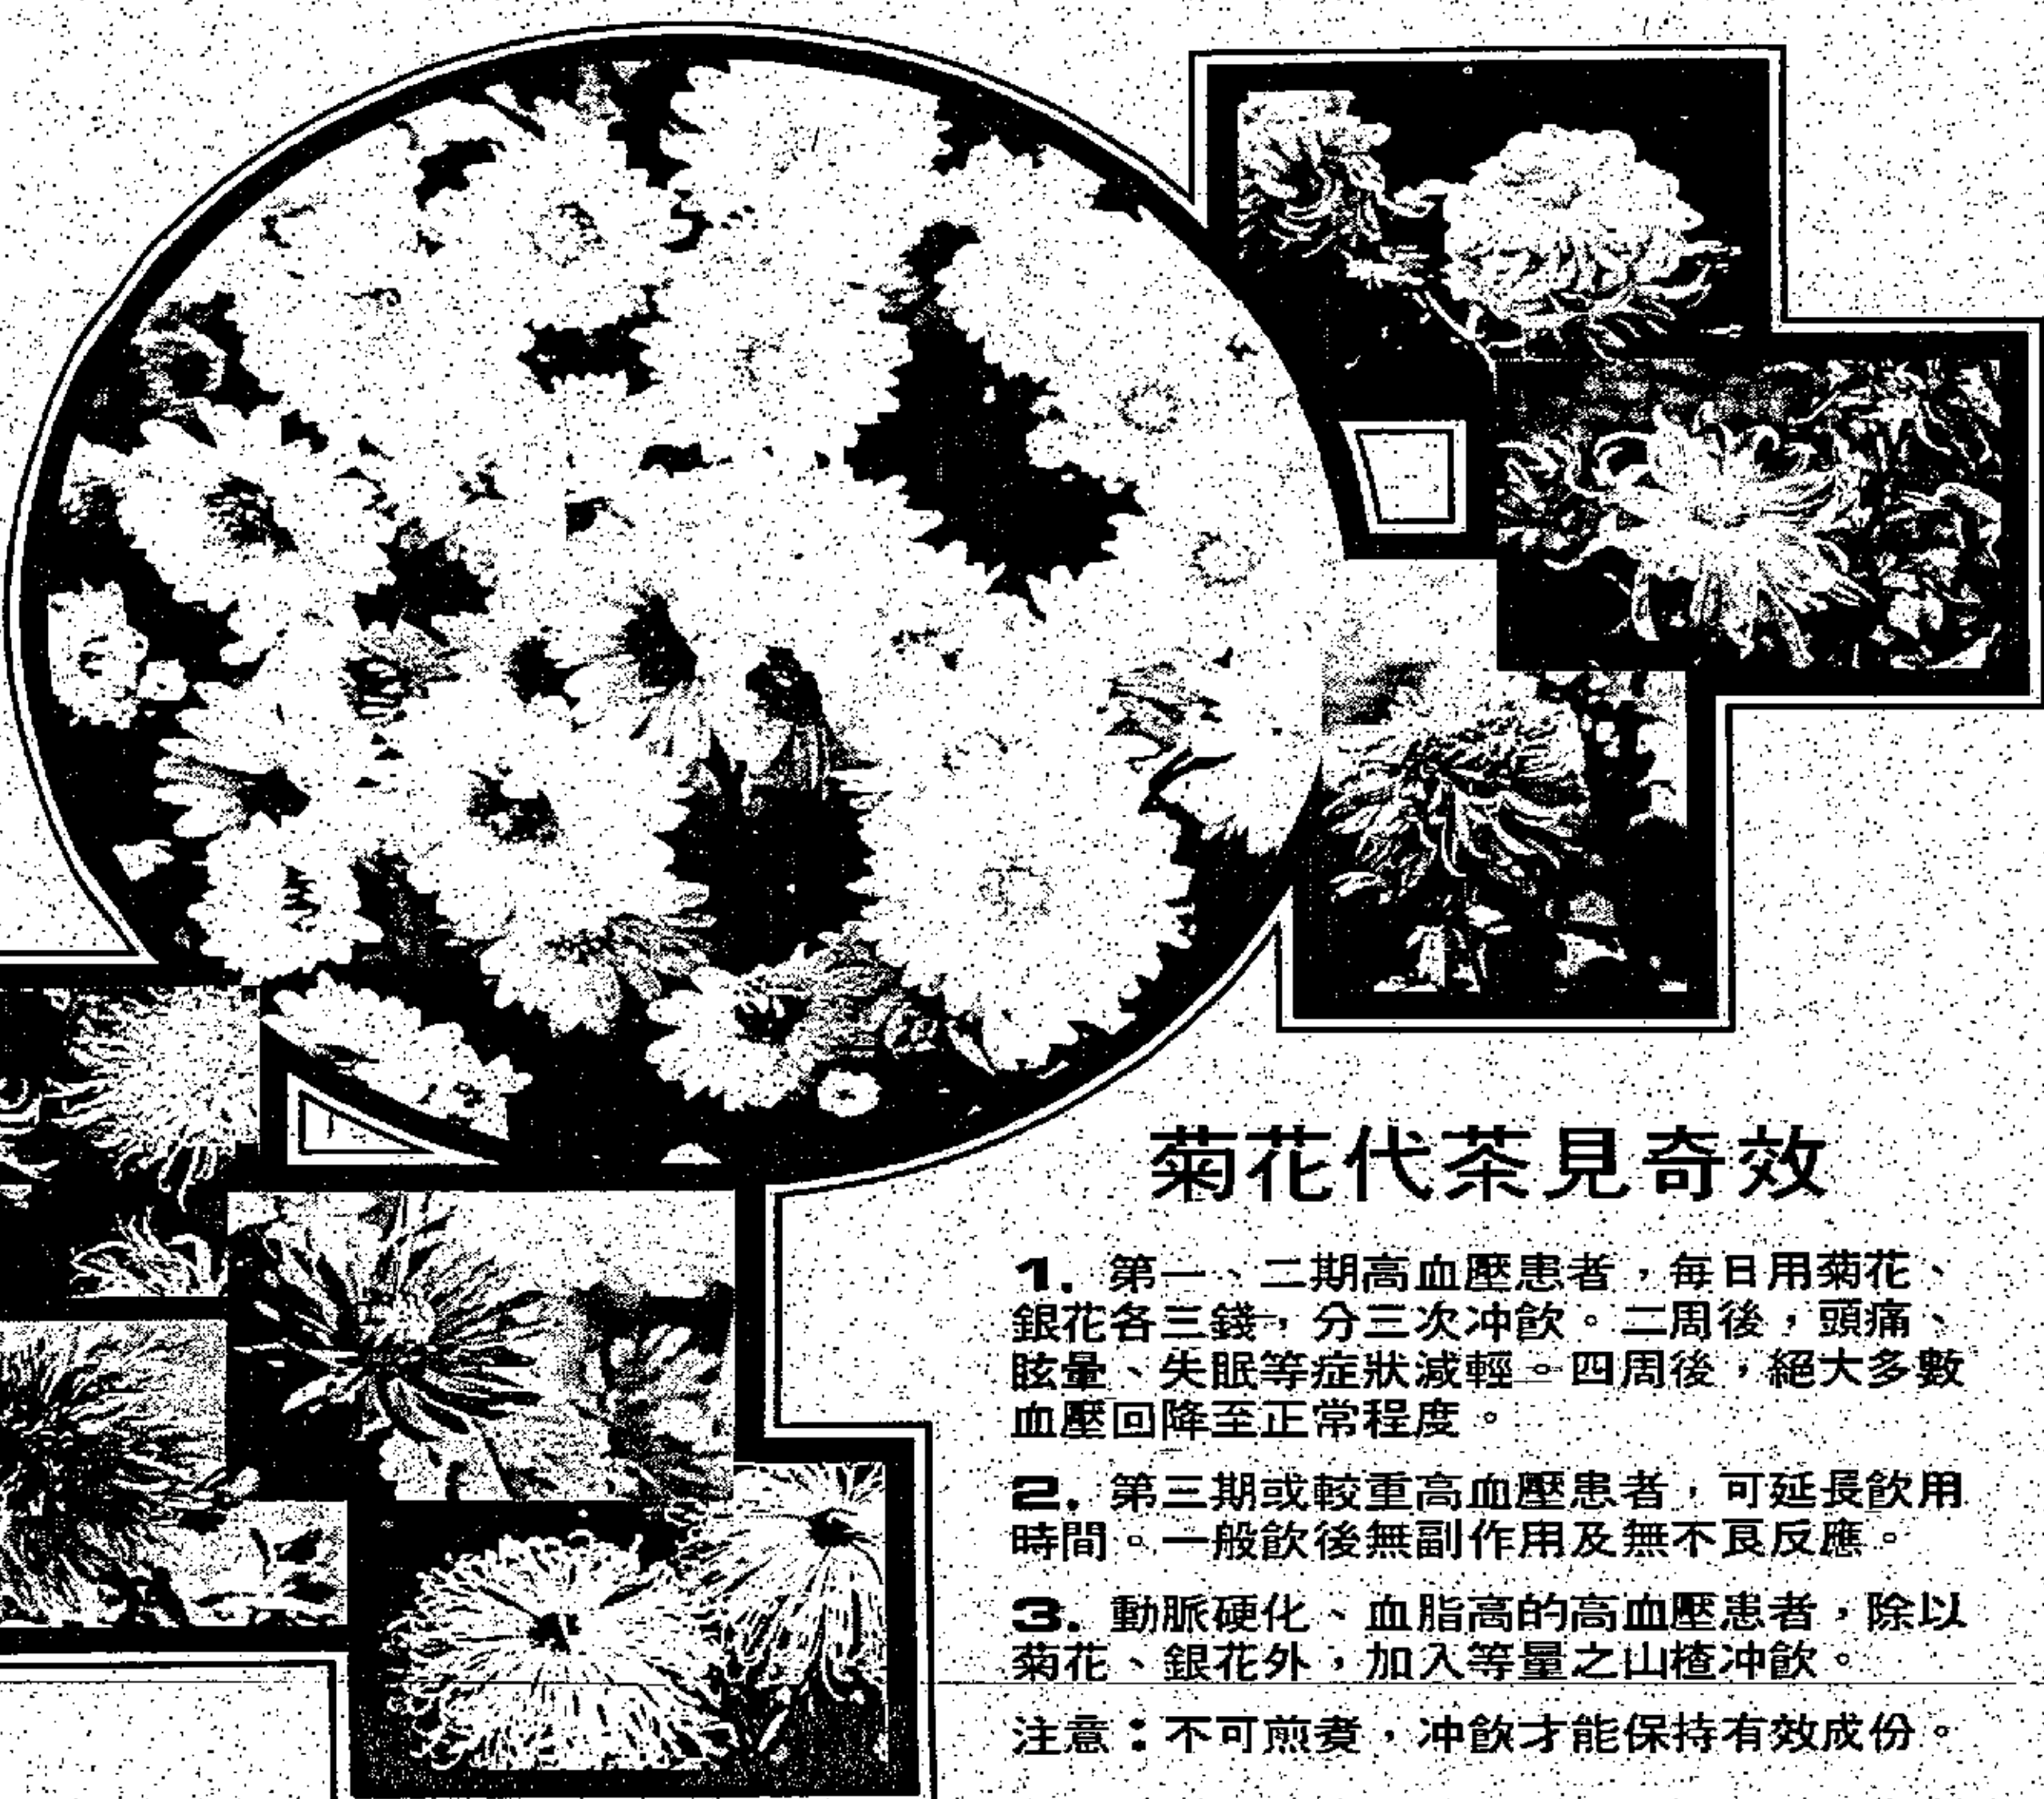 菊花代茶見奇效
1. 第一、二期高血壓患者，每日用菊花、
銀花各三錢，分三次冲飲。二周後，頭痛、
眩暈、失眠等症狀減輕。四周後，絕大多數
血壓回降至正常程度。
2. 第三期或較重高血壓患者，可延長飲用
時間。一般飲後無副作用及無不良反應。
3. 動脈硬化、血脂高的高血壓患者，除以
菊花、銀花外，加入等量之山楂冲飲。
注意：不可煎煑，冲飲才能保持有效成份。